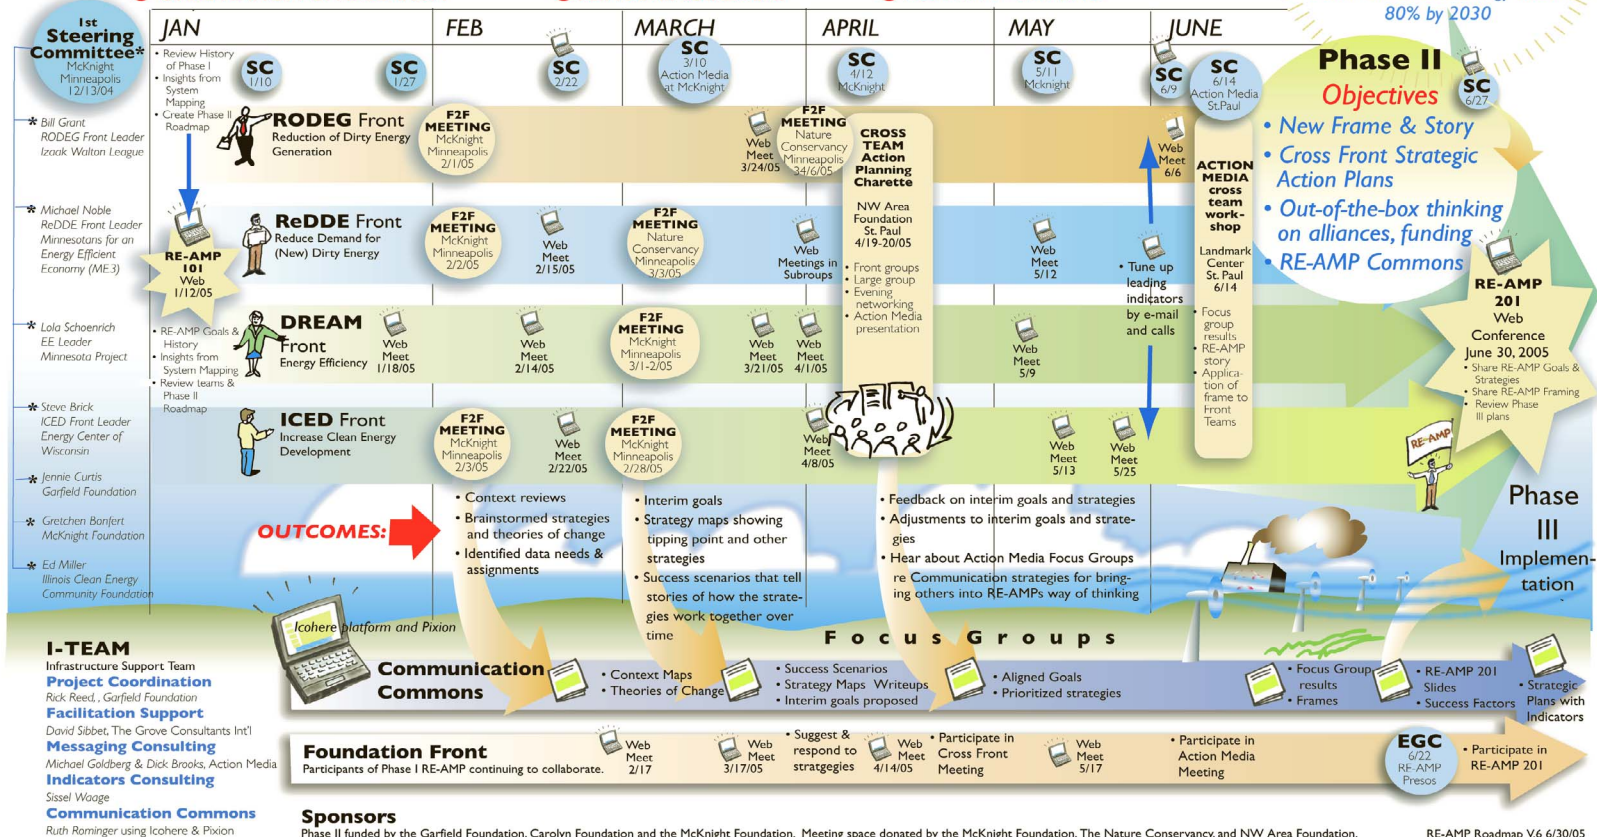 80% by 2030
1st
Steering
Committee*
McKnight
Minneapolis
12/13/04
JAN
FEB
MARCH
APRIL
MAY
JUNE
• Review History
of Phase I
• Insights from
System
Mapping
• Create Phase II
Roadmap
SC
1/10
SC
1/27
SC
2/22
SC
3/10
Action Media
at McKnight
SC
4/12
McKnight
SC
5/11
Mcknight
SC
6/9
SC
6/14
Action Media
St.Paul
SC
6/27
Phase II
Objectives
• New Frame & Story
• Cross Front Strategic
Action Plans
• Out-of-the-box thinking
on alliances, funding
• RE-AMP Commons
* Bill Grant
RODEG Front Leader
Izaak Walton League
* Michael Noble
ReDDE Front Leader
Minnesotans for an
Energy Efficient
Economy (ME3)
* Lola Schoenrich
EE Leader
Minnesota Project
* Steve Brick
ICED Front Leader
Energy Center of
Wisconsin
* Jennie Curtis
Garfield Foundation
* Gretchen Bonfert
McKnight Foundation
* Ed Miller
Illinois Clean Energy
Community Foundation
RE-AMP
101
Web
1/12/05
• RE-AMP Goals &
History
• Insights from
System Mapping
• Review teams &
Phase II
Roadmap
RODEG Front
Reduction of Dirty Energy
Generation
F2F
MEETING
McKnight
Minneapolis
2/1/05
Web
Meet
3/24/05
F2F
MEETING
Nature
Conservancy
Minneapolis
34/6/05
Web
Meet
6/6
ReDDE Front
Reduce Demand for
(New) Dirty Energy
F2F
MEETING
McKnight
Minneapolis
2/2/05
Web
Meet
2/15/05
F2F
MEETING
Nature
Conservancy
Minneapolis
3/3/05
Web
Meetings in
Subroups
Web
Meet
5/12
DREAM
Front
Energy Efficiency
Web
Meet
1/18/05
Web
Meet
2/14/05
F2F
MEETING
McKnight
Minneapolis
3/1-2/05
Web
Meet
3/21/05
Web
Meet
4/1/05
Web
Meet
5/9
ICED Front
Increase Clean Energy
Development
F2F
MEETING
McKnight
Minneapolis
2/3/05
Web
Meet
2/22/05
F2F
MEETING
McKnight
Minneapolis
2/28/05
Web
Meet
4/8/05
Web
Meet
5/13
Web
Meet
5/25
CROSS
TEAM
Action
Planning
Charette
NW Area
Foundation
St. Paul
4/19-20/05
• Front groups
• Large group
• Evening
networking
• Action Media
presentation
• Tune up
leading
indicators
by e-mail
and calls
ACTION
MEDIA
cross
team
work-
shop
Landmark
Center
St. Paul
6/14
• Focus
group
results
• RE-AMP
story
• Applica-
tion of
frame to
Front
Teams
RE-AMP
201
Web
Conference
June 30, 2005
• Share RE-AMP Goals &
Strategies
• Share RE-AMP Framing
• Review Phase
III plans
RE-AMP
Phase
III
Implemen-
tation
OUTCOMES:
• Context reviews
• Brainstormed strategies
and theories of change
• Identified data needs &
assignments
• Interim goals
• Strategy maps showing
tipping point and other
strategies
• Success scenarios that tell
stories of how the strate-
gies work together over
time
• Feedback on interim goals and strategies
• Adjustments to interim goals and strate-
gies
• Hear about Action Media Focus Groups
re Communication strategies for bring-
ing others into RE-AMPs way of thinking
Icohere platform and Pixion
Focus Groups
Communication
Commons
• Context Maps
• Theories of Change
• Success Scenarios
• Strategy Maps Writeups
• Interim goals proposed
• Aligned Goals
• Prioritized strategies
• Focus Group
results
• Frames
• RE-AMP 201
Slides
• Success Factors
• Strategic
Plans with
Indicators
Foundation Front
Participants of Phase I RE-AMP continuing to collaborate.
Web
Meet
2/17
Web
Meet
3/17/05
• Suggest &
respond to
stratgegies
Web
Meet
4/14/05
• Participate in
Cross Front
Meeting
Web
Meet
5/17
• Participate in
Action Media
Meeting
EGC
6/22
RE-AMP
Presos
• Participate in
RE-AMP 201
I-TEAM
Infrastructure Support Team
Project Coordination
Rick Reed, , Garfield Foundation
Facilitation Support
David Sibbet, The Grove Consultants Int'l
Messaging Consulting
Michael Goldberg & Dick Brooks, Action Media
Indicators Consulting
Sissel Waage
Communication Commons
Ruth Rominger using Icohere & Pixion
Sponsors
Phase II funded by the Garfield Foundation, Carolyn Foundation and the McKnight Foundation. Meeting space donated by the McKnight Foundation, The Nature Conservancy, and NW Area Foundation.
RE-AMP Roadmap V.6 6/30/05